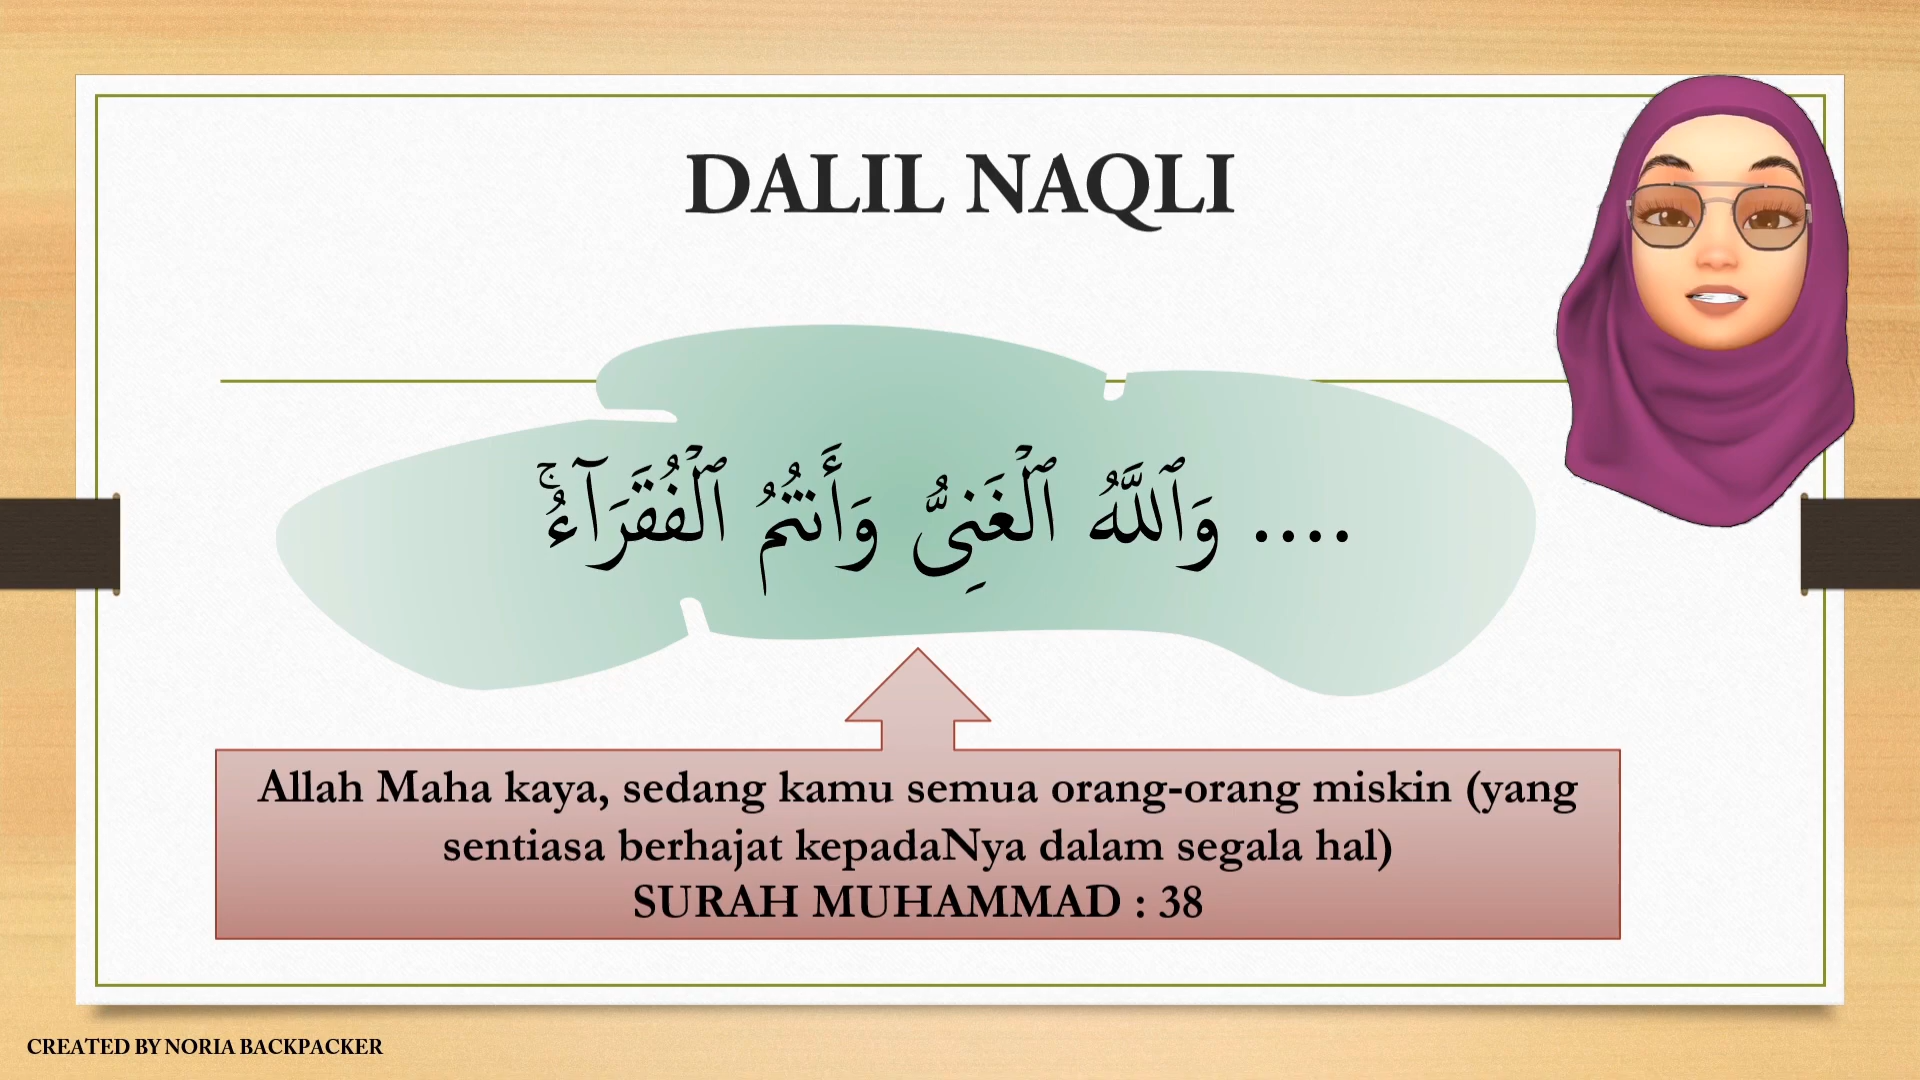 DALIL NAQLI
.... وَٱللَّهُ ٱلْغَنِىُّ وَأَنتُمُ ٱلْفُقَرَآءُ ۚ
Allah Maha kaya, sedang kamu semua orang-orang miskin (yang
sentiasa berhajat kepadaNya dalam segala hal)
SURAH MUHAMMAD : 38
CREATED BY NORIA BACKPACKER